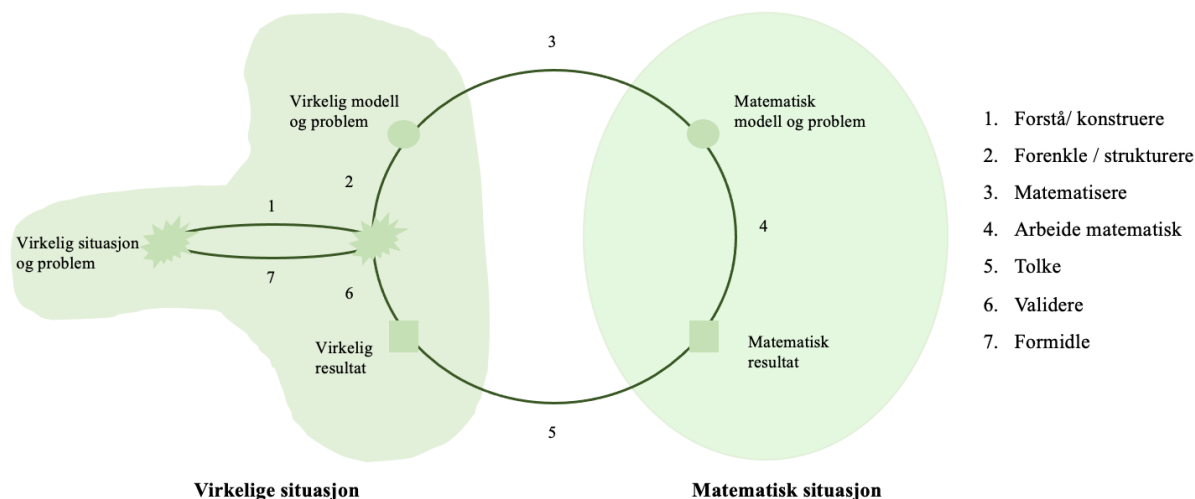 3
Virkelig modell
og problem
Matematisk
modell og problem
2
1
Virkelig situasjon
og problem
7
6
4
Virkelig
resultat
Matematisk
resultat
5
1. Forstå/ konstruere
2. Forenkle / strukturere
3. Matematisere
4. Arbeide matematisk
5. Tolke
6. Validere
7. Formidle
Virkelige situasjon
Matematisk situasjon